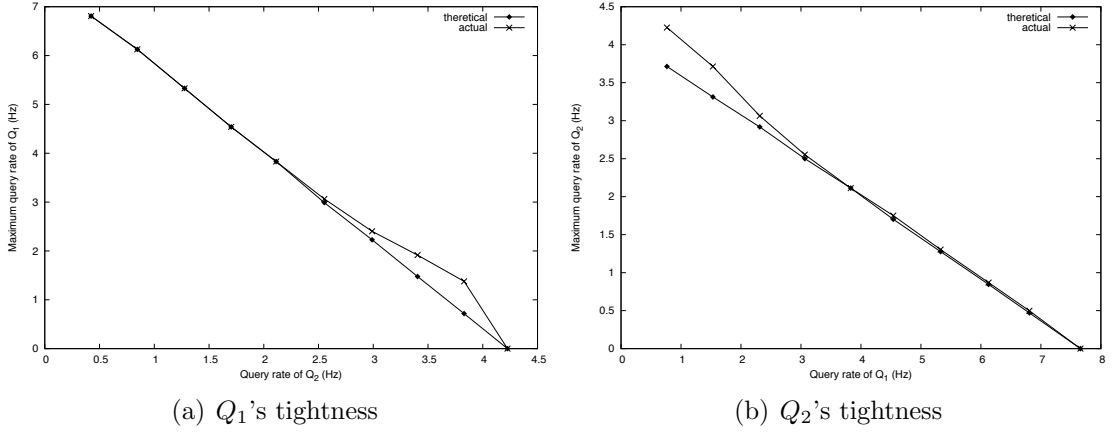 theretical
actual
7
6
5
4
3
2
1
0
Maximum query rate of Q1 (Hz)
0 0.5 1 1.5 2 2.5 3 3.5 4 4.5
Query rate of Q2 (Hz)
(a) Q1's tightness
theretical
actual
4.5
4
3.5
3
2.5
2
1.5
1
0.5
0
Maximum query rate of Q2 (Hz)
0 1 2 3 4 5 6 7 8
Query rate of Q1 (Hz)
(b) Q2's tightness